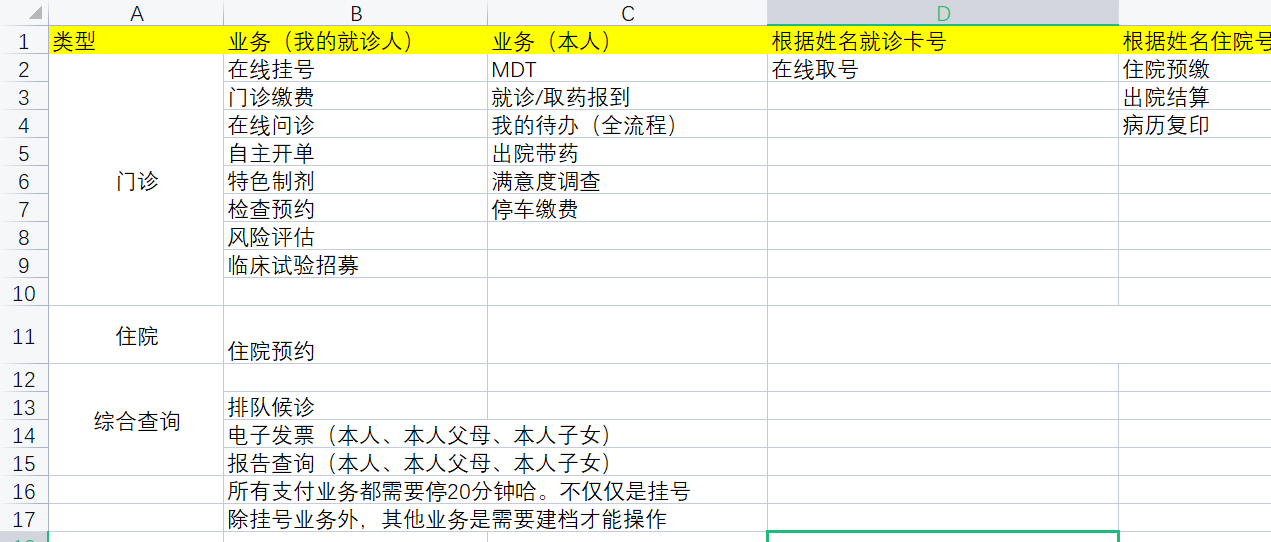 A B C D
1 类型 业务（我的就诊人） 业务（本人） 根据姓名就诊卡号 根据姓名住院号
2 在线挂号 MDT 在线取号 住院预缴
3 门诊缴费 就诊/取药报到 出院结算
4 在线问诊 我的待办（全流程） 病历复印
5 自主开单 出院带药
6 门诊 特色制剂 满意度调查
7 检查预约 停车缴费
8 风险评估
9 临床试验招募
10
11 住院 住院预约
12
13 综合查询 排队候诊
14 电子发票（本人、本人父母、本人子女）
15 报告查询（本人、本人父母、本人子女）
16 所有支付业务都需要停20分钟哈。不仅仅是挂号
17 除挂号业务外，其他业务是需要建档才能操作